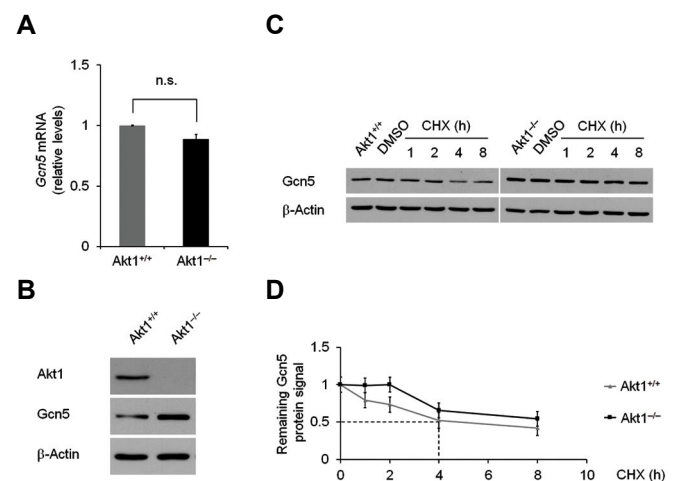 A
1.5
1
0.5
0
Gcn5 mRNA
(relative levels)
n.s.
Akt1+/+
Akt1–/–
B
Akt1+/+
Akt1–/–
Akt1
Gcn5
β-Actin
C
Akt1+/+
DMSO
CHX (h)
1 2 4 8
Akt1–/–
DMSO
CHX (h)
1 2 4 8
Gcn5
β-Actin
D
Remaining Gcn5
protein signal
1.5
1
0.5
0
0 2 4 6 8 10
CHX (h)
Akt1+/+
Akt1–/–